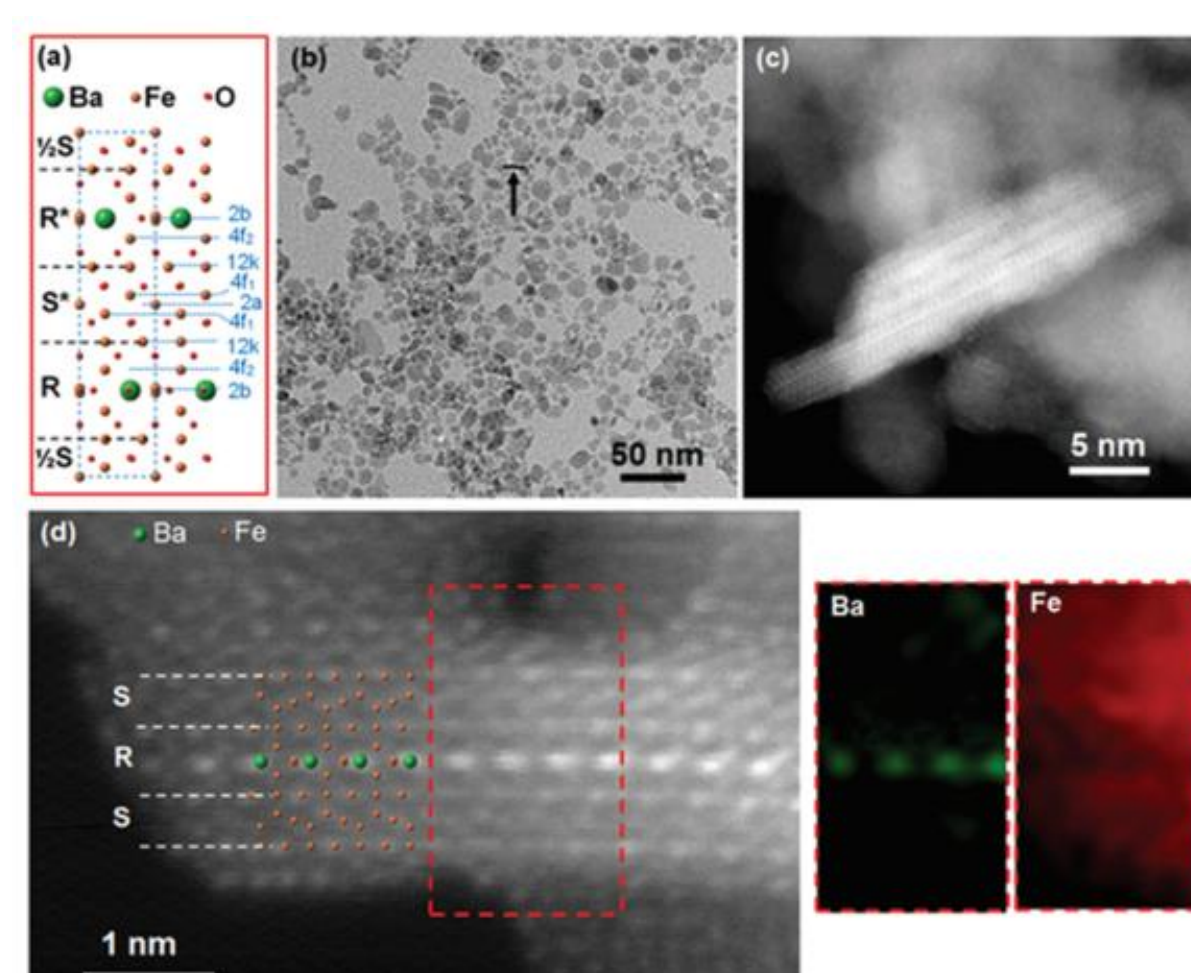 (a)
Ba Fe O
½S
R*
2b
4f₂
12k
4f₁
S*
2a
4f₁
12k
4f₂
R
2b
½S
(b)
50 nm
(c)
5 nm
(d)
Ba Fe
S
R
S
1 nm
Ba
Fe